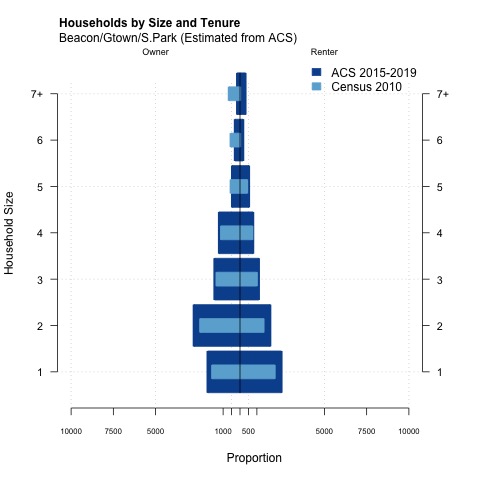 Households by Size and Tenure
Beacon/Gtown/S.Park (Estimated from ACS)
Owner Renter
ACS 2015-2019
Census 2010
7+ 7+
6 6
5 5
4 4
3 3
2 2
1 1
Household Size
10000 7500 5000 1000 500 5000 7500 10000
Proportion